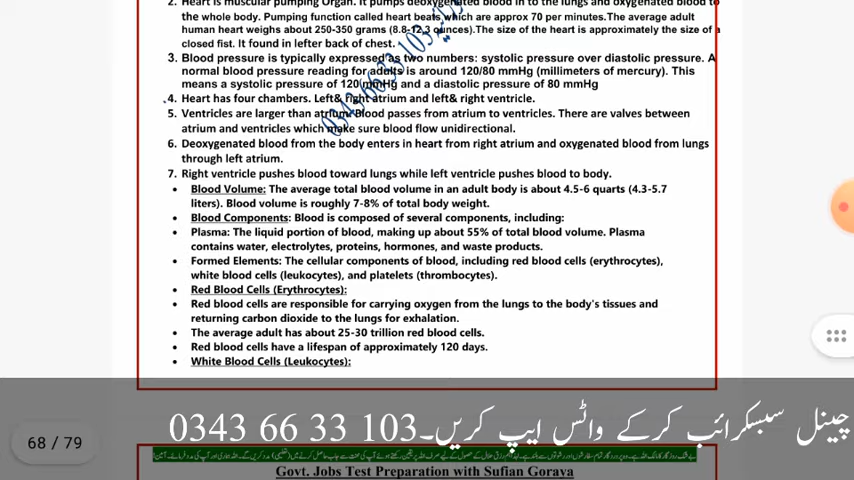 2. Heart is muscular pumping Organ. It pumps deoxygenated blood in to the lungs and oxygenated blood to
the whole body. Pumping function called heart beats, which are approx 70 per minutes.The average adult
human heart weighs about 250-350 grams (8.8-12.3 ounces).The size of the heart is approximately the size of a
closed fist. It found in lefter back of chest.
3. Blood pressure is typically expressed as two numbers: systolic pressure over diastolic pressure. A
normal blood pressure reading for adults is around 120/80 mmHg (millimeters of mercury). This
means a systolic pressure of 120 mmHg and a diastolic pressure of 80 mmHg
4. Heart has four chambers. Left& right atrium and left& right ventricle.
5. Ventricles are larger than atrium. Blood passes from atrium to ventricles. There are valves between
atrium and ventricles which make sure blood flow unidirectional.
6. Deoxygenated blood from the body enters in heart from right atrium and oxygenated blood from lungs
through left atrium.
7. Right ventricle pushes blood toward lungs while left ventricle pushes blood to body.
• Blood Volume: The average total blood volume in an adult body is about 4.5-6 quarts (4.3-5.7
liters). Blood volume is roughly 7-8% of total body weight.
• Blood Components: Blood is composed of several components, including:
• Plasma: The liquid portion of blood, making up about 55% of total blood volume. Plasma
contains water, electrolytes, proteins, hormones, and waste products.
• Formed Elements: The cellular components of blood, including red blood cells (erythrocytes),
white blood cells (leukocytes), and platelets (thrombocytes).
• Red Blood Cells (Erythrocytes):
• Red blood cells are responsible for carrying oxygen from the lungs to the body's tissues and
returning carbon dioxide to the lungs for exhalation.
• The average adult has about 25-30 trillion red blood cells.
• Red blood cells have a lifespan of approximately 120 days.
• White Blood Cells (Leukocytes):
0343 66 33 103
چینل سبسکرائب کرکے واٹس ایپ کریں۔103 33 66 0343
68 / 79
Govt. Jobs Test Preparation with Sufian Goraya